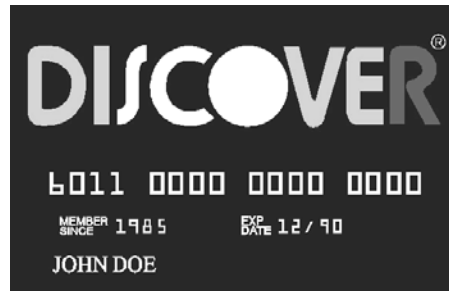 DISCOVER®
6011 0000 0000 0000
MEMBER SINCE 1985 EXP DATE 12/90
JOHN DOE